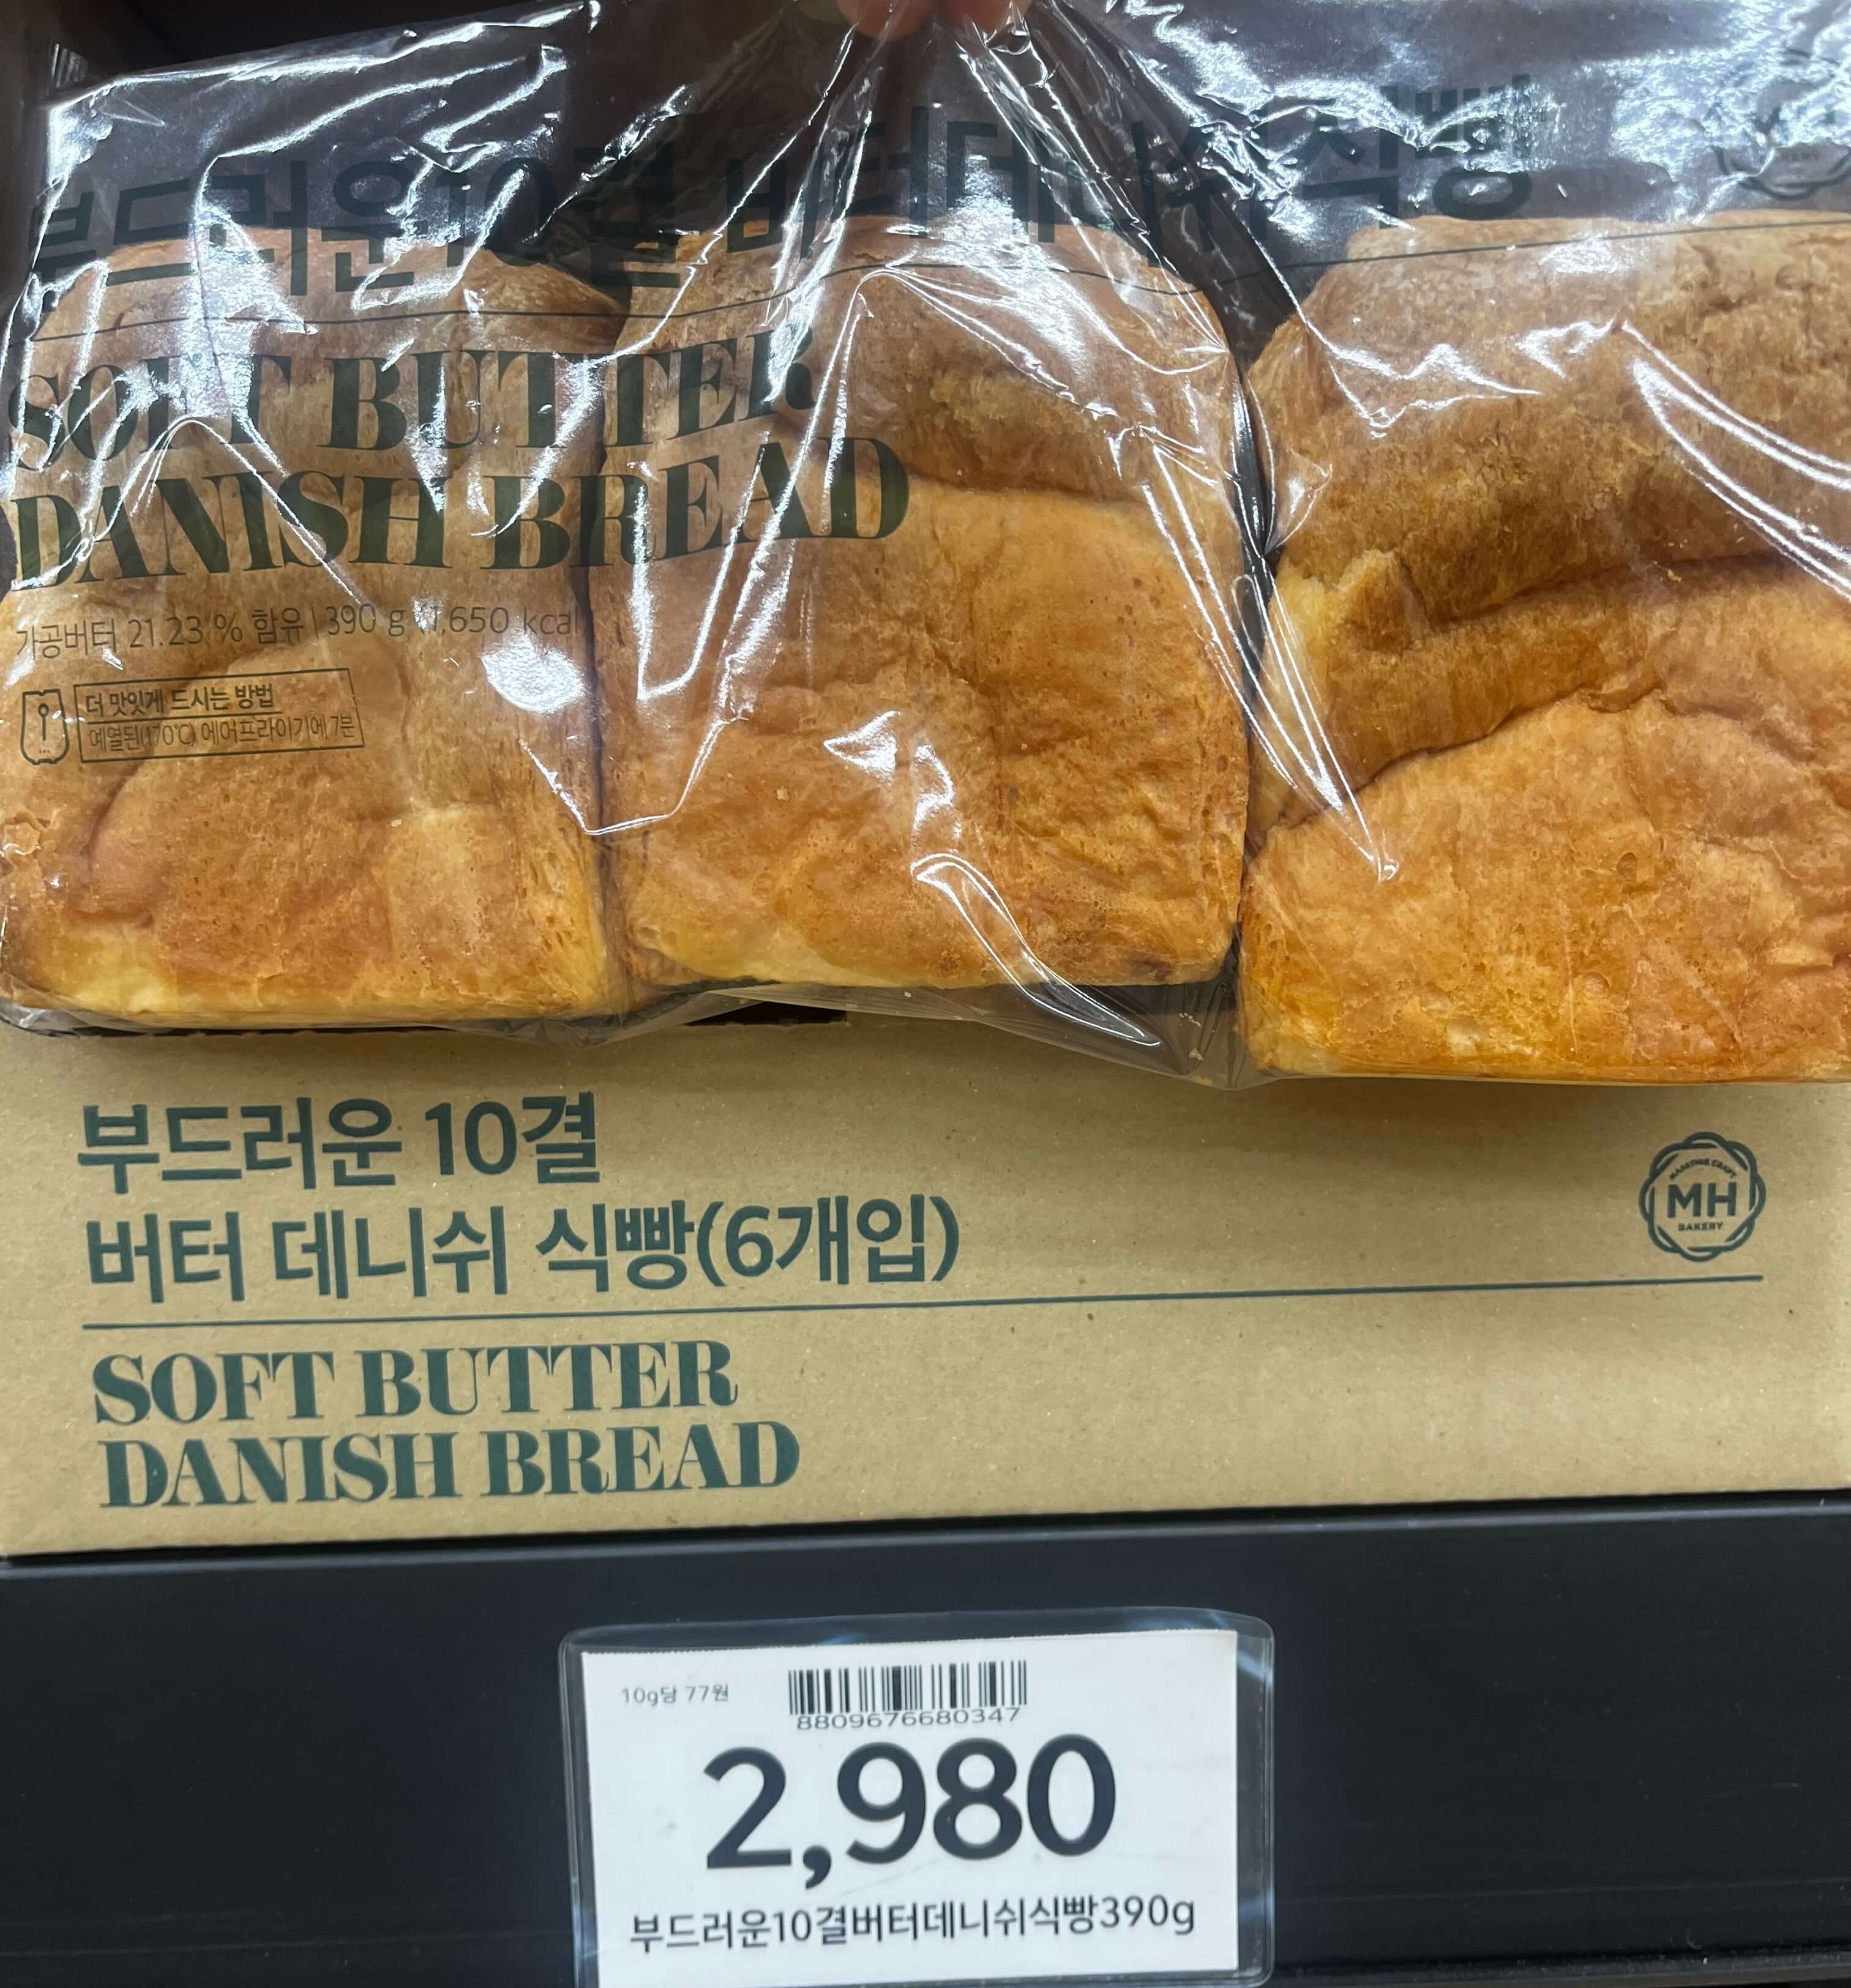 부드러운10결 버터데니쉬식빵
SOFT BUTTER
DANISH BREAD
가공버터 21.23 % 함유 | 390 g (1,650 kcal
더 맛있게 드시는 방법
예열된(170℃) 에어프라이기에 7분
부드러운 10결
버터 데니쉬 식빵(6개입)
MAASTHEE CRAFT
MH
BAKERY
SOFT BUTTER
DANISH BREAD
10g당 77원
8809676680347
2,980
부드러운10결버터데니쉬식빵390g